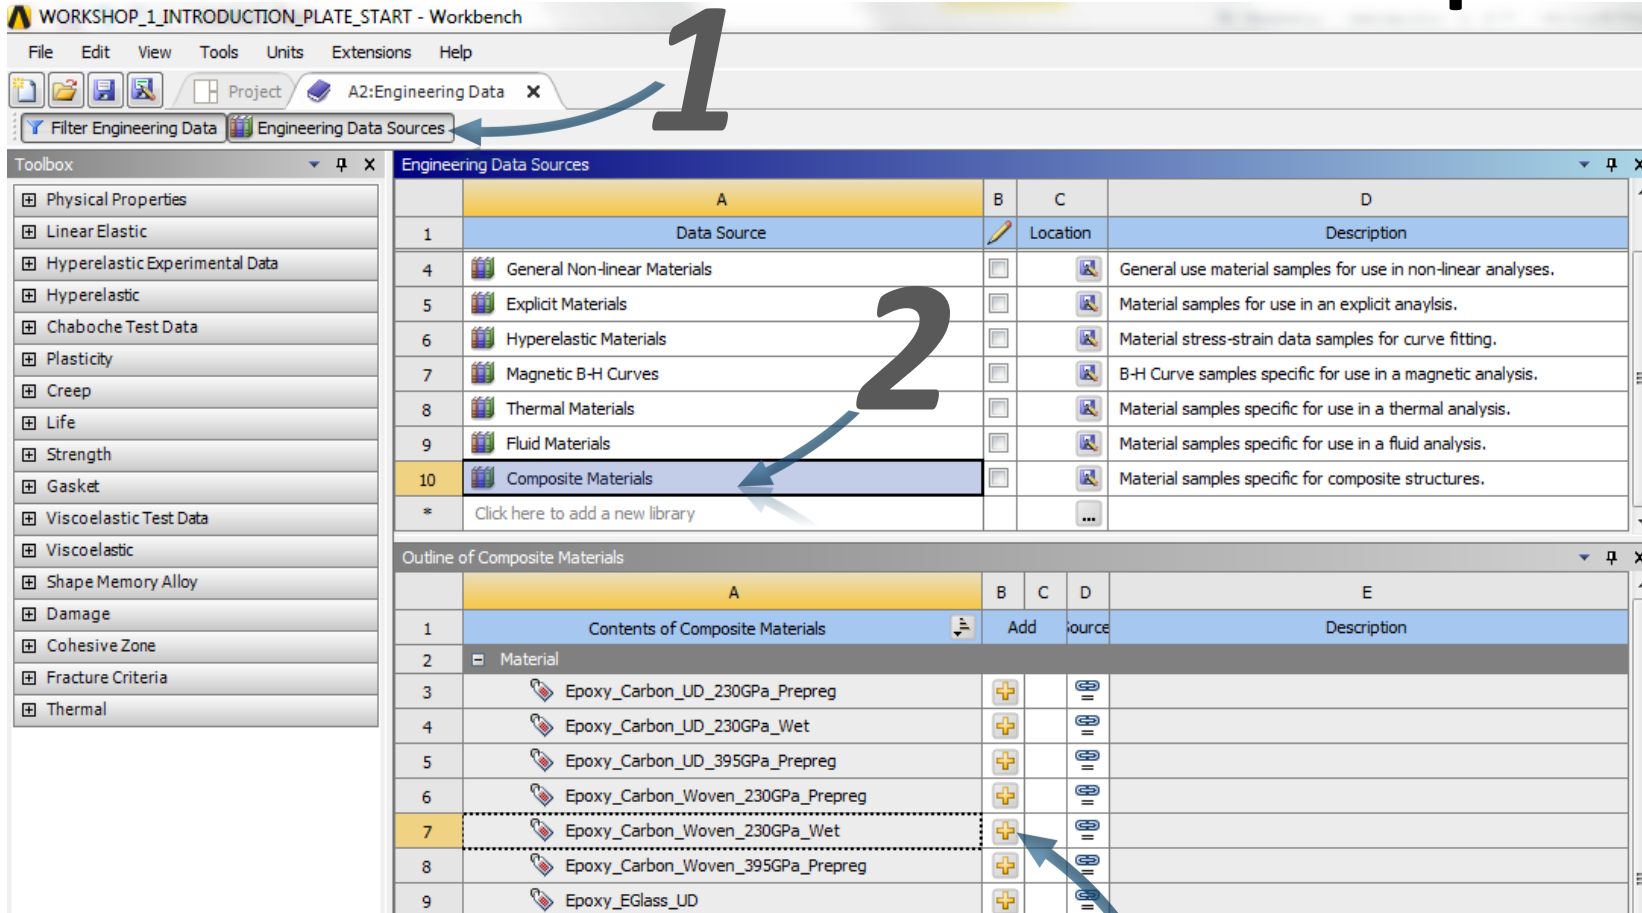 WORKSHOP_1_INTRODUCTION_PLATE_START - Workbench
File Edit View Tools Units Extensions Help
Project A2:Engineering Data
1
Filter Engineering Data Engineering Data Sources
Toolbox
Physical Properties
Linear Elastic
Hyperelastic Experimental Data
Hyperelastic
Chaboche Test Data
Plasticity
Creep
Life
Strength
Gasket
Viscoelastic Test Data
Viscoelastic
Shape Memory Alloy
Damage
Cohesive Zone
Fracture Criteria
Thermal
Engineering Data Sources
A B C D
1 Data Source Location Description
4 General Non-linear Materials General use material samples for use in non-linear analyses.
5 Explicit Materials Material samples for use in an explicit anaylsis.
6 Hyperelastic Materials Material stress-strain data samples for curve fitting.
7 Magnetic B-H Curves B-H Curve samples specific for use in a magnetic analysis.
8 Thermal Materials Material samples specific for use in a thermal analysis.
9 Fluid Materials Material samples specific for use in a fluid analysis.
10 Composite Materials Material samples specific for composite structures.
* Click here to add a new library ...
2
Outline of Composite Materials
A B C D E
1 Contents of Composite Materials Add Source Description
2 Material
3 Epoxy_Carbon_UD_230GPa_Prepreg
4 Epoxy_Carbon_UD_230GPa_Wet
5 Epoxy_Carbon_UD_395GPa_Prepreg
6 Epoxy_Carbon_Woven_230GPa_Prepreg
7 Epoxy_Carbon_Woven_230GPa_Wet
8 Epoxy_Carbon_Woven_395GPa_Prepreg
9 Epoxy_EGlass_UD